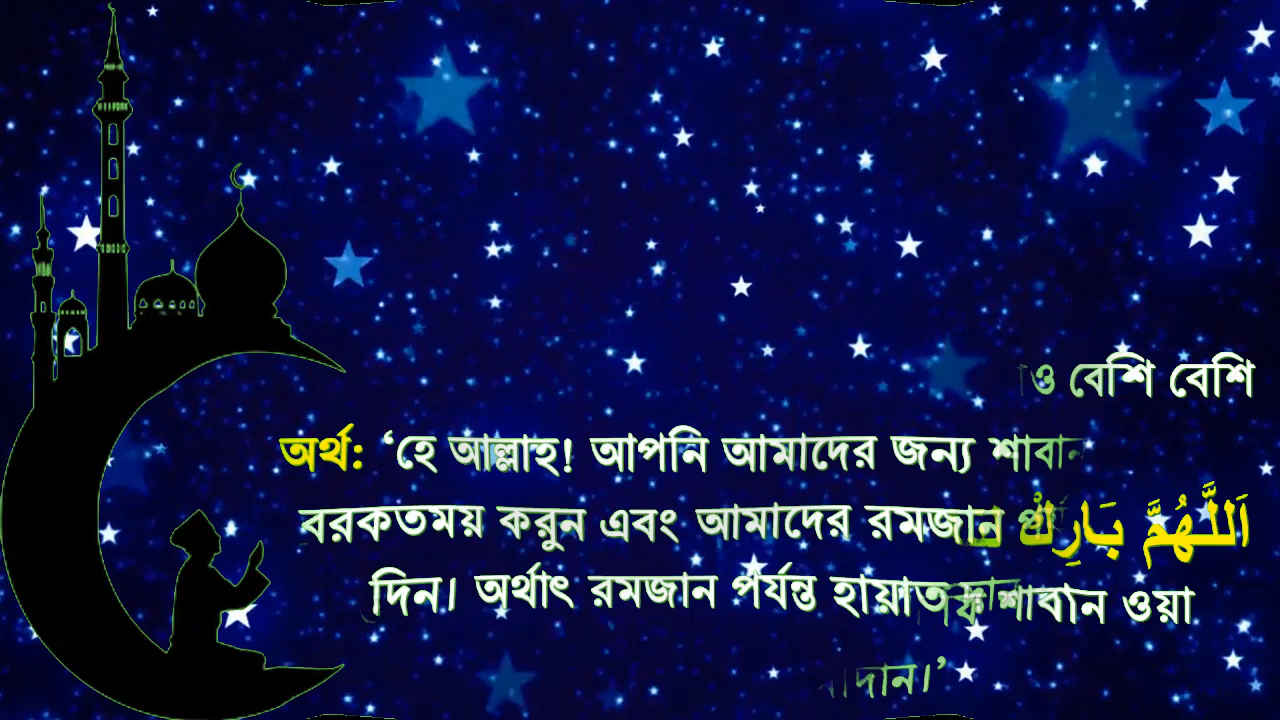 ও বেশি বেশি
অর্থ: ‘হে আল্লাহ! আপনি আমাদের জন্য শাবান
বরকতময় করুন এবং আমাদের রমজান
اَللَّهُمَّ بَارِكْ
দিন। অর্থাৎ রমজান পর্যন্ত হায়াত
শাবান ওয়া
দান।’